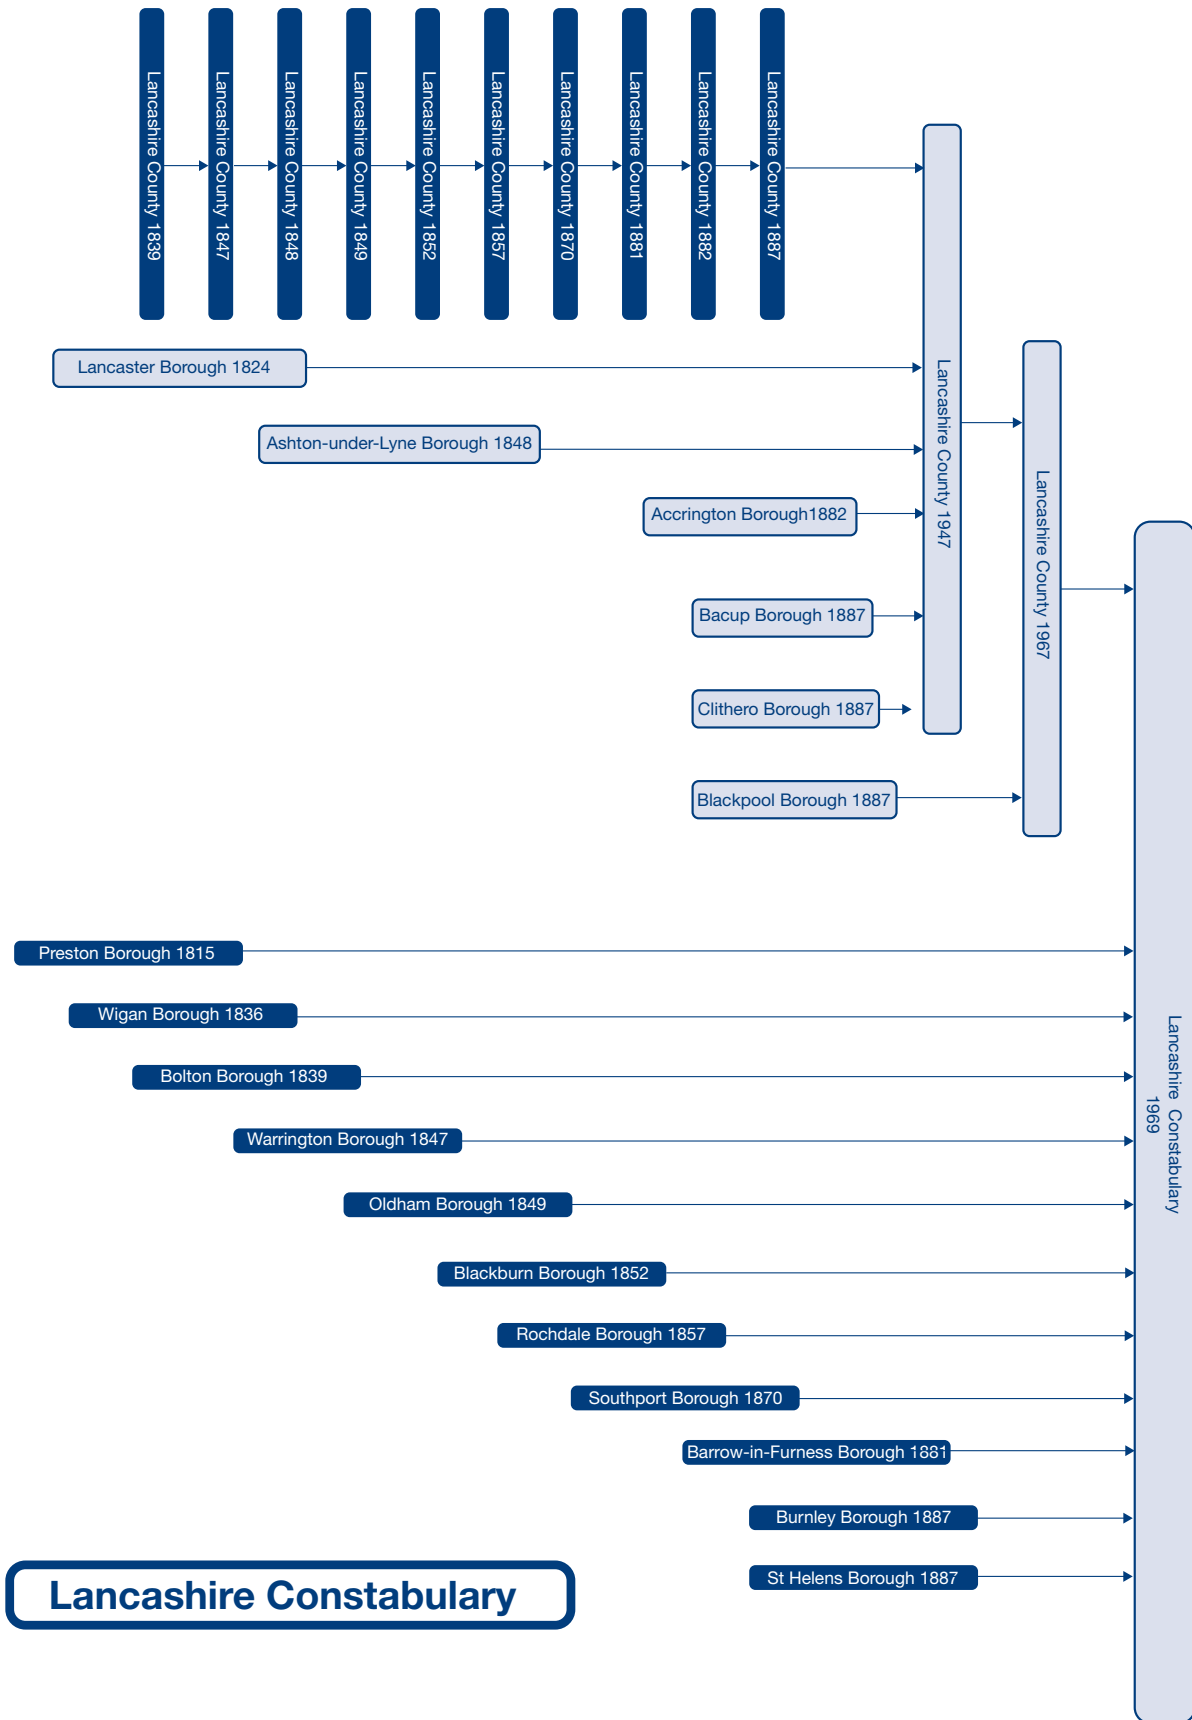 Lancashire County 1839
Lancashire County 1847
Lancashire County 1848
Lancashire County 1849
Lancashire County 1852
Lancashire County 1857
Lancashire County 1870
Lancashire County 1881
Lancashire County 1882
Lancashire County 1887
Lancaster Borough 1824
Ashton-under-Lyne Borough 1848
Accrington Borough1882
Bacup Borough 1887
Clithero Borough 1887
Lancashire County 1947
Blackpool Borough 1887
Lancashire County 1967
Preston Borough 1815
Wigan Borough 1836
Bolton Borough 1839
Warrington Borough 1847
Oldham Borough 1849
Blackburn Borough 1852
Rochdale Borough 1857
Southport Borough 1870
Barrow-in-Furness Borough 1881
Burnley Borough 1887
St Helens Borough 1887
Lancashire Constabulary
1969
Lancashire Constabulary